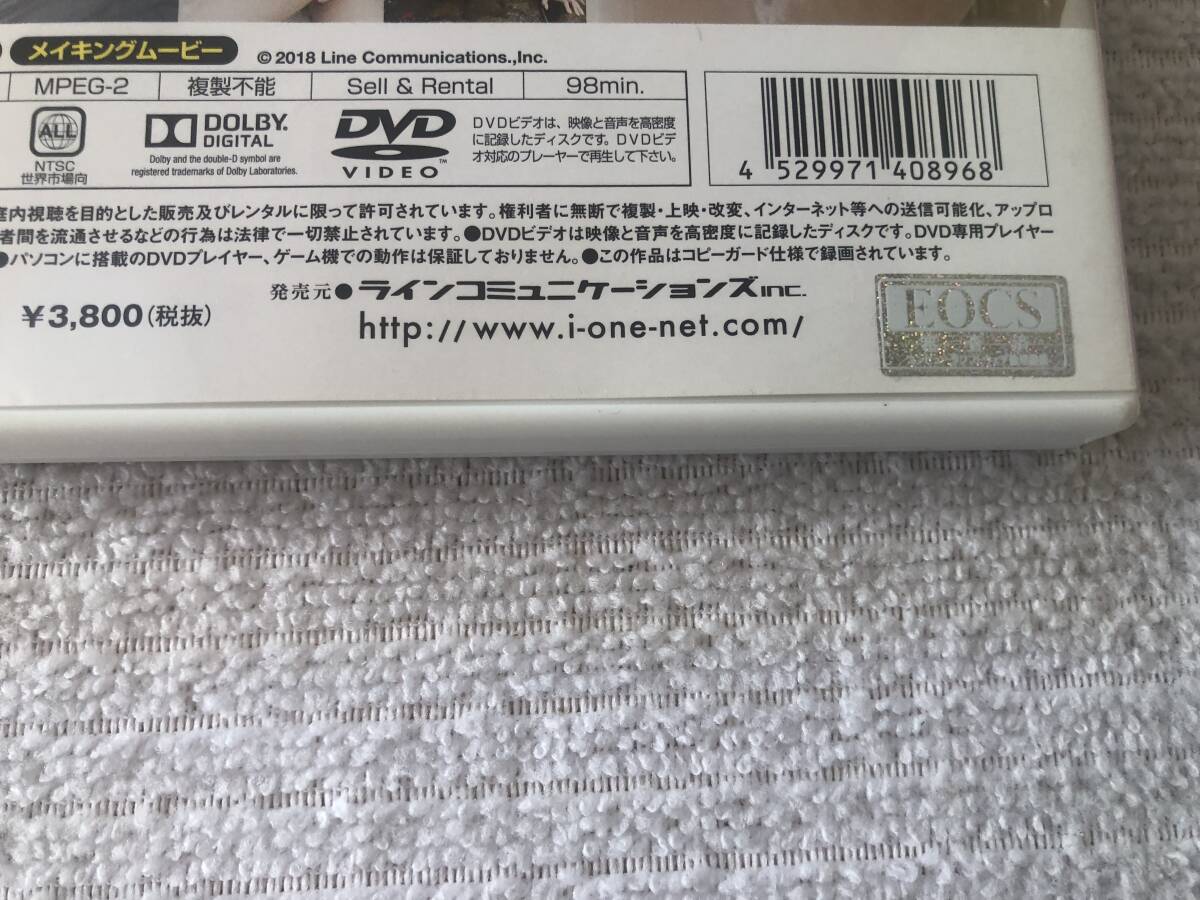 メイキングムービー
© 2018 Line Communications.,Inc.
MPEG-2 複製不能 Sell & Rental 98min.
ALL
NTSC
世界市場向
DOLBY.
DIGITAL
Dolby and the double-D symbol are
registered trademarks of Dolby Laboratories.
DVD
VIDEO
™
DVDビデオは、映像と音声を高密度
に記録したディスクです。DVDビデ
オ対応のプレーヤーで再生して下さい。
4 529971 408968
庭内視聴を目的とした販売及びレンタルに限って許可されています。権利者に無断で複製・上映・改変、インターネット等への送信可能化、アップロ
者間を流通させるなどの行為は法律で一切禁止されています。●DVDビデオは映像と音声を高密度に記録したディスクです。DVD専用プレイヤー
●パソコンに搭載のDVDプレイヤー、ゲーム機での動作は保証しておりません。●この作品はコピーガード仕様で録画されています。
¥3,800(税抜)
発売元●ラインコミュニケーションズinc.
http://www.i-one-net.com/
EOCS